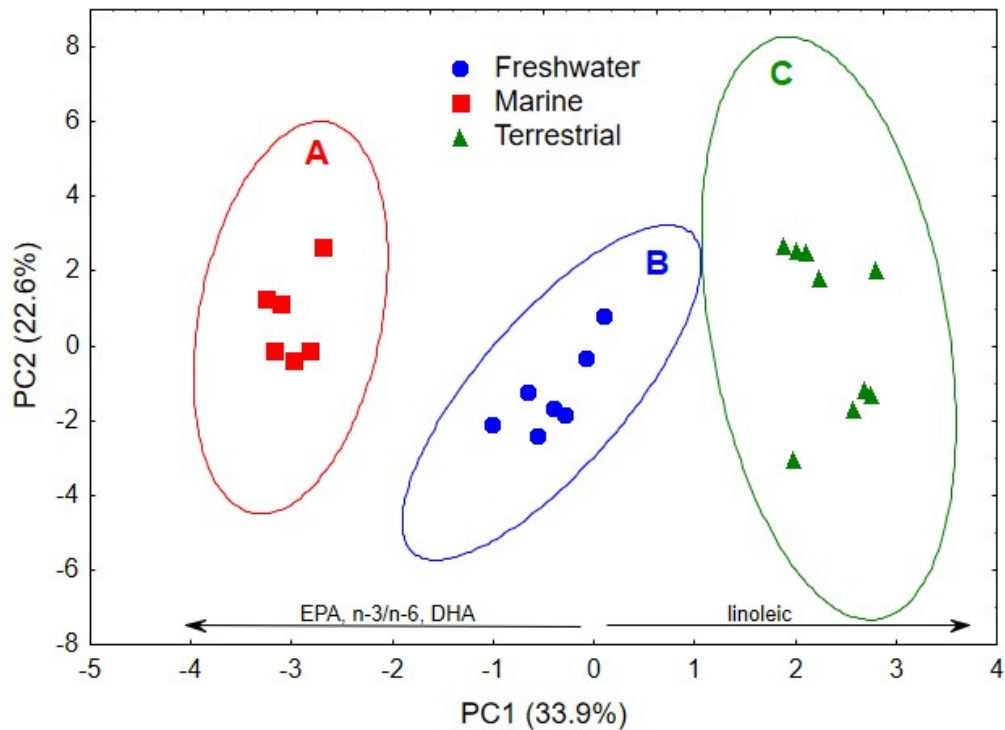 8
6
4
2
0
-2
-4
-6
-8
PC2 (22.6%)
Freshwater
Marine
Terrestrial
A
B
C
EPA, n-3/n-6, DHA
linoleic
-5 -4 -3 -2 -1 0 1 2 3 4
PC1 (33.9%)